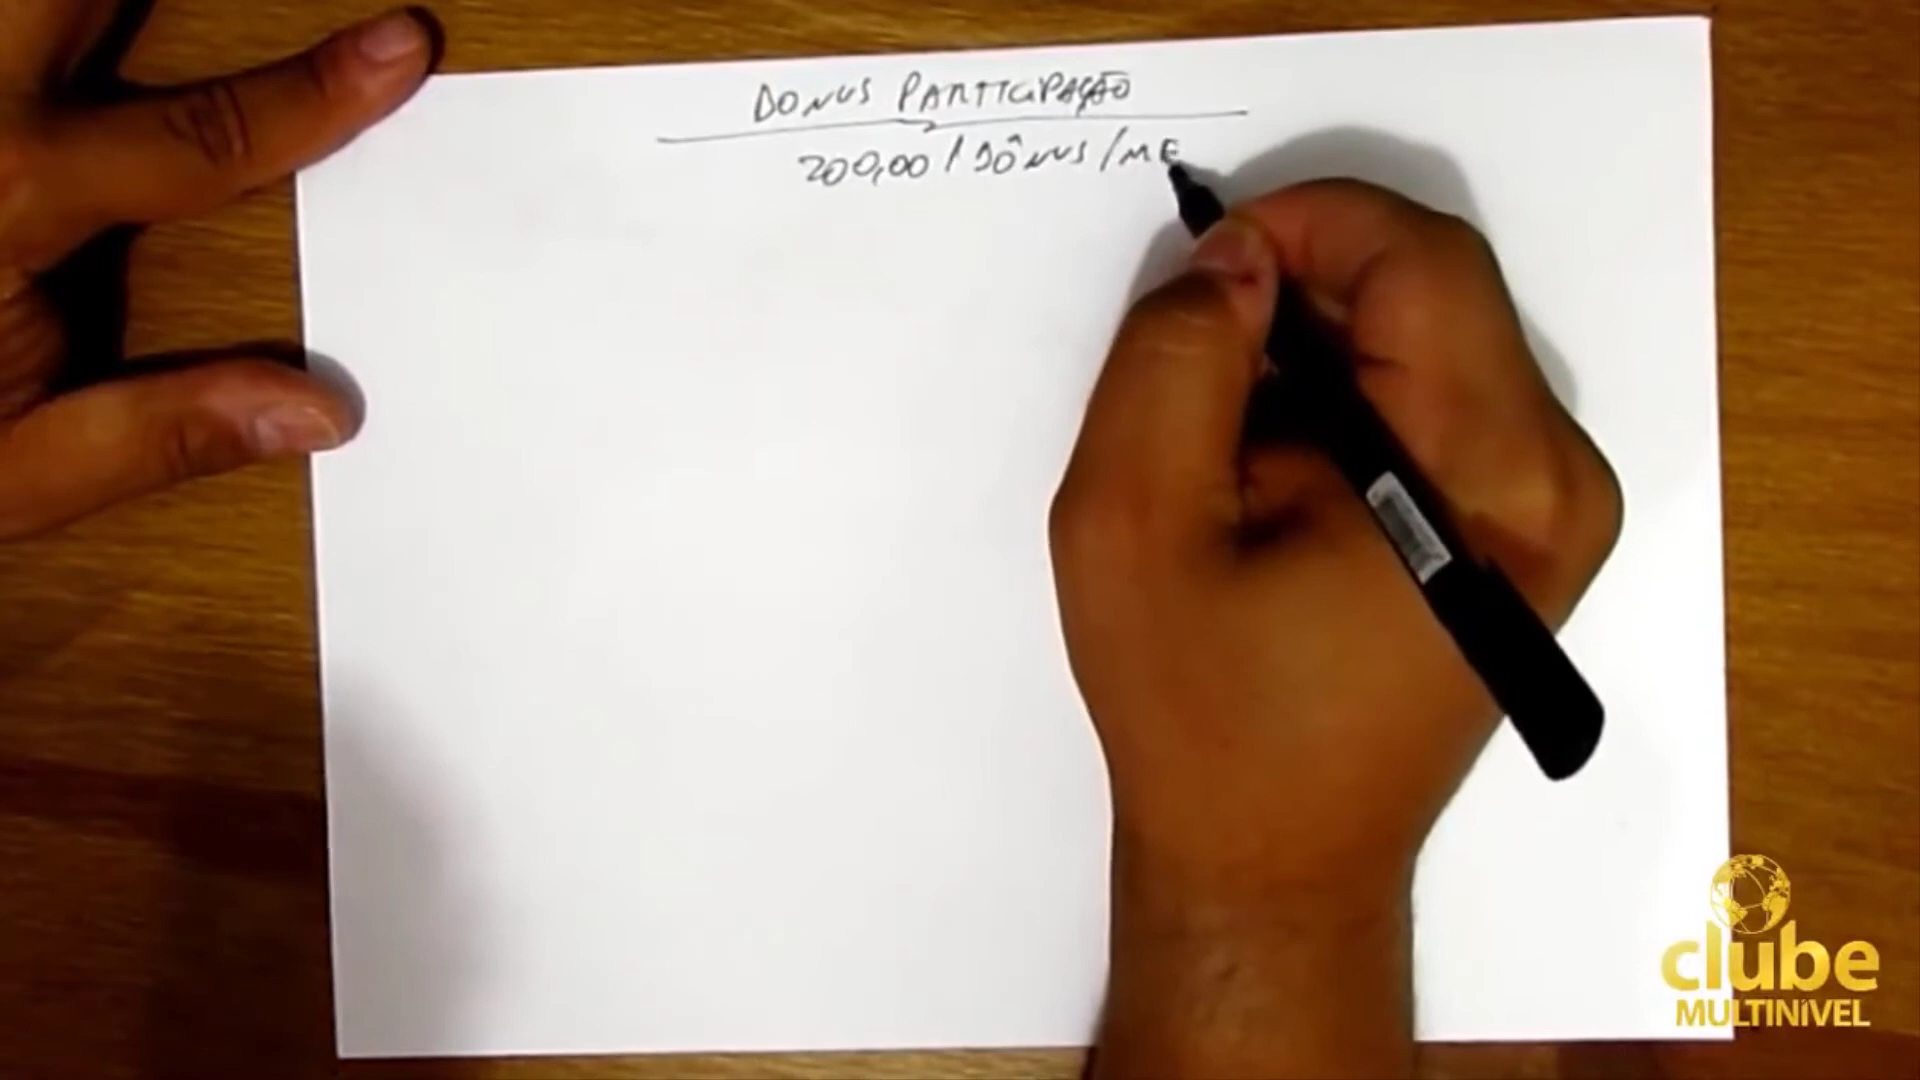 BONUS PARTICIPAÇÃO
200,00 / BÔNUS / ME
clube
MULTINÍVEL